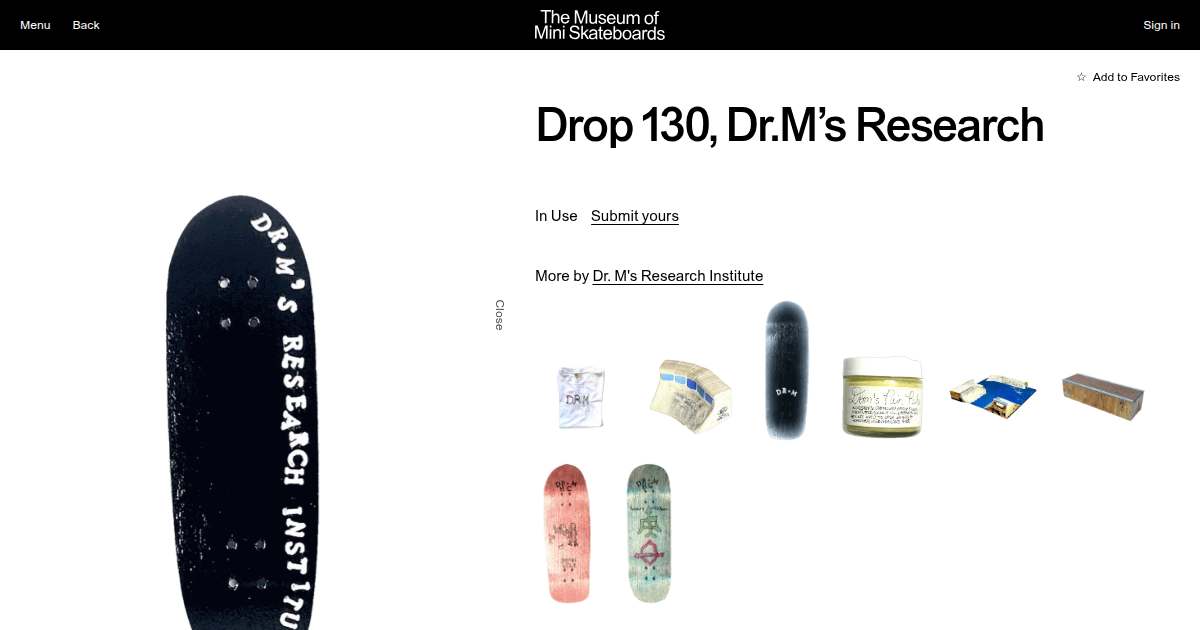 Menu
Back
The Museum of
Mini Skateboards
Sign in
☆ Add to Favorites
Drop 130, Dr.M’s Research
In Use
Submit yours
More by Dr. M's Research Institute
Close
DR.M'S RESEARCH INSTITU
DRM
DR•M